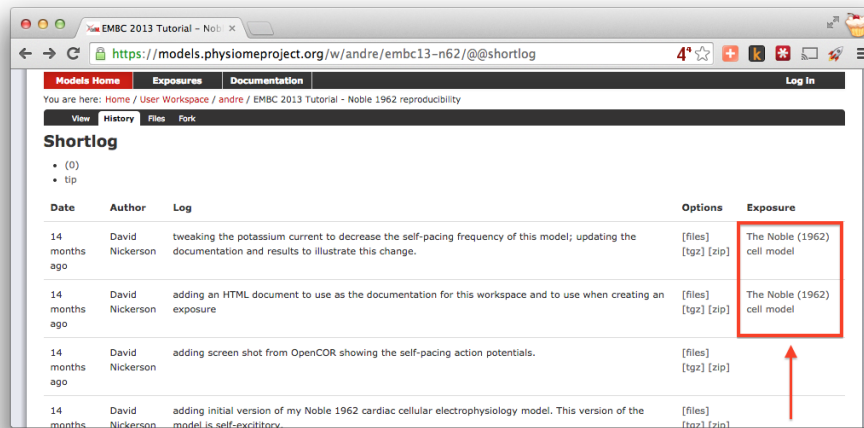 EMBC 2013 Tutorial – Nob
https://models.physiomeproject.org/w/andre/embc13-n62/@@shortlog
Models Home Exposures Documentation Log in
You are here: Home / User Workspace / andre / EMBC 2013 Tutorial - Noble 1962 reproducibility
View History Files Fork
Shortlog
(0)
tip
Date Author Log Options Exposure
14 David tweaking the potassium current to decrease the self-pacing frequency of this model; updating the [files] The Noble (1962)
months Nickerson documentation and results to illustrate this change. [tgz] [zip] cell model
ago
14 David adding an HTML document to use as the documentation for this workspace and to use when creating an [files] The Noble (1962)
months Nickerson exposure [tgz] [zip] cell model
ago
14 David adding screen shot from OpenCOR showing the self-pacing action potentials. [files]
months Nickerson [tgz] [zip]
ago
14 David adding initial version of my Noble 1962 cardiac cellular electrophysiology model. This version of the [files]
months Nickerson model is self-excititory. [tgz] [zip]